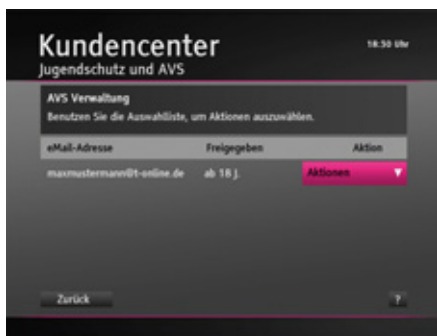 Kundencenter
18:30 Uhr
Jugendschutz und AVS
AVS Verwaltung
Benutzen Sie die Auswahlliste, um Aktionen auszuwählen.
eMail-Adresse Freigegeben Aktion
maxmustermann@t-online.de ab 18 J. Aktionen
Zurück ?